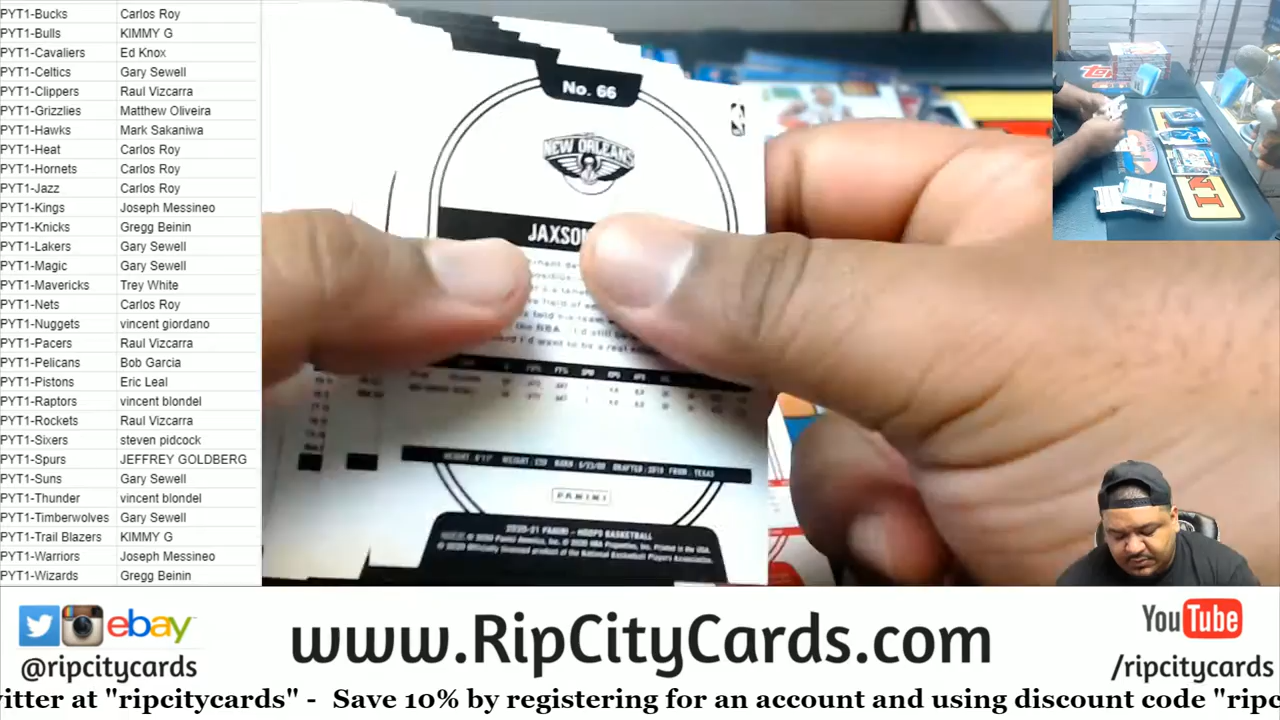 PYT1-Bucks Carlos Roy
PYT1-Bulls KIMMY G
PYT1-Cavaliers Ed Knox
PYT1-Celtics Gary Sewell
PYT1-Clippers Raul Vizcarra
PYT1-Grizzlies Matthew Oliveira
PYT1-Hawks Mark Sakaniwa
PYT1-Heat Carlos Roy
PYT1-Hornets Carlos Roy
PYT1-Jazz Carlos Roy
PYT1-Kings Joseph Messineo
PYT1-Knicks Gregg Beinin
PYT1-Lakers Gary Sewell
PYT1-Magic Gary Sewell
PYT1-Mavericks Trey White
PYT1-Nets Carlos Roy
PYT1-Nuggets vincent giordano
PYT1-Pacers Raul Vizcarra
PYT1-Pelicans Bob Garcia
PYT1-Pistons Eric Leal
PYT1-Raptors vincent blondel
PYT1-Rockets Raul Vizcarra
PYT1-Sixers steven pidcock
PYT1-Spurs JEFFREY GOLDBERG
PYT1-Suns Gary Sewell
PYT1-Thunder vincent blondel
PYT1-Timberwolves Gary Sewell
PYT1-Trail Blazers KIMMY G
PYT1-Warriors Joseph Messineo
PYT1-Wizards Gregg Beinin
No. 66
NEW ORLEANS
JAXSON
PANINI
2020-21 PANINI - HOOPS BASKETBALL
ebay
@ripcitycards
www.RipCityCards.com
YouTube
/ripcitycards
witter at "ripcitycards" - Save 10% by registering for an account and using discount code "ripc